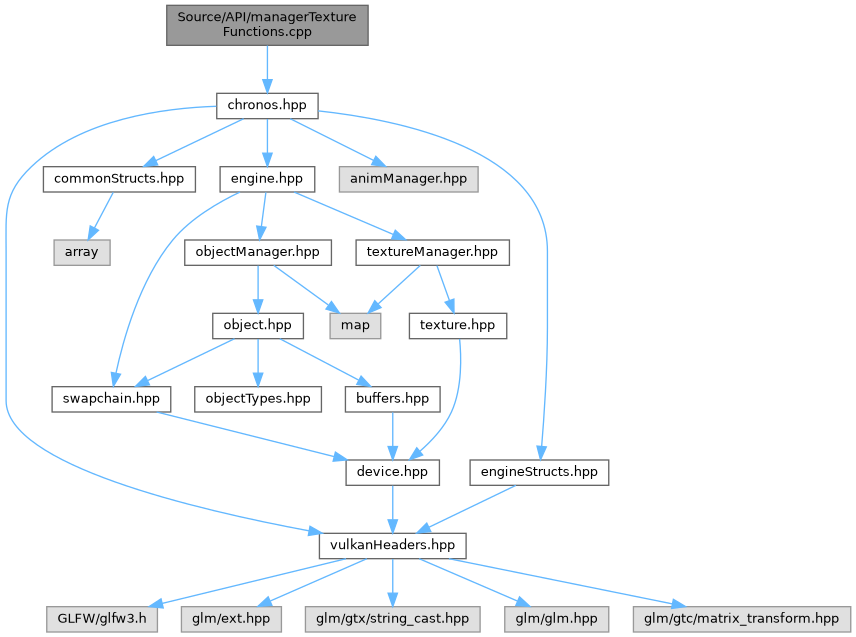 Source/API/managerTexture
Functions.cpp
chronos.hpp
commonStructs.hpp
engine.hpp
animManager.hpp
array
objectManager.hpp
textureManager.hpp
object.hpp
map
texture.hpp
swapchain.hpp
objectTypes.hpp
buffers.hpp
device.hpp
engineStructs.hpp
vulkanHeaders.hpp
GLFW/glfw3.h
glm/ext.hpp
glm/gtx/string_cast.hpp
glm/glm.hpp
glm/gtc/matrix_transform.hpp